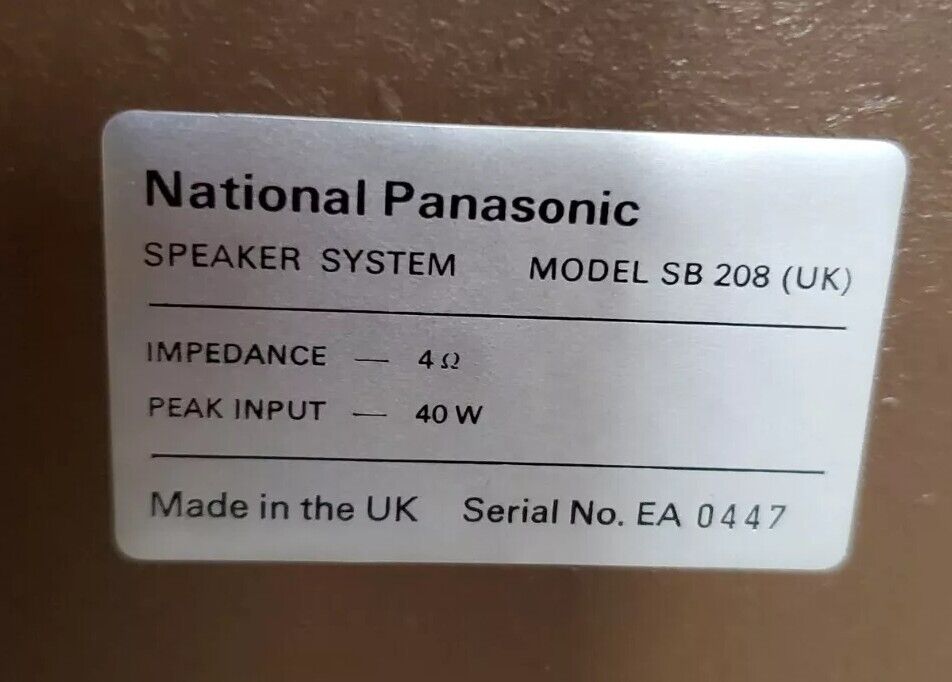 National Panasonic
SPEAKER SYSTEM MODEL SB 208 (UK)
IMPEDANCE — 4Ω
PEAK INPUT — 40 W
Made in the UK Serial No. EA 0447